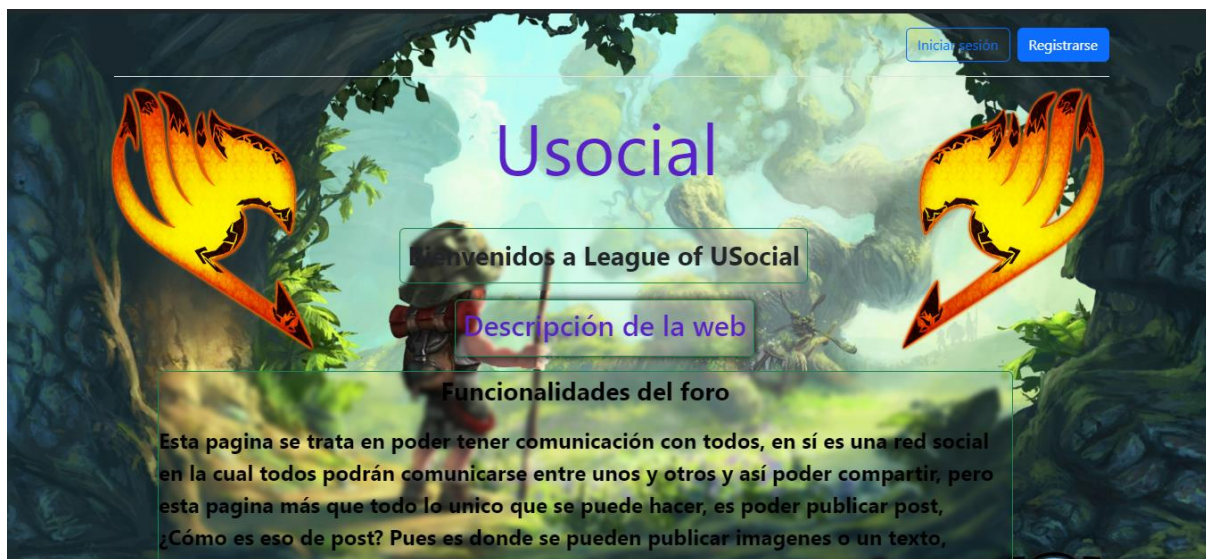 Iniciar sesión
Registrarse
Usocial
Bienvenidos a League of USocial
Descripción de la web
Funcionalidades del foro
Esta pagina se trata en poder tener comunicación con todos, en sí es una red social
en la cual todos podrán comunicarse entre unos y otros y así poder compartir, pero
esta pagina más que todo lo unico que se puede hacer, es poder publicar post,
¿Cómo es eso de post? Pues es donde se pueden publicar imagenes o un texto,